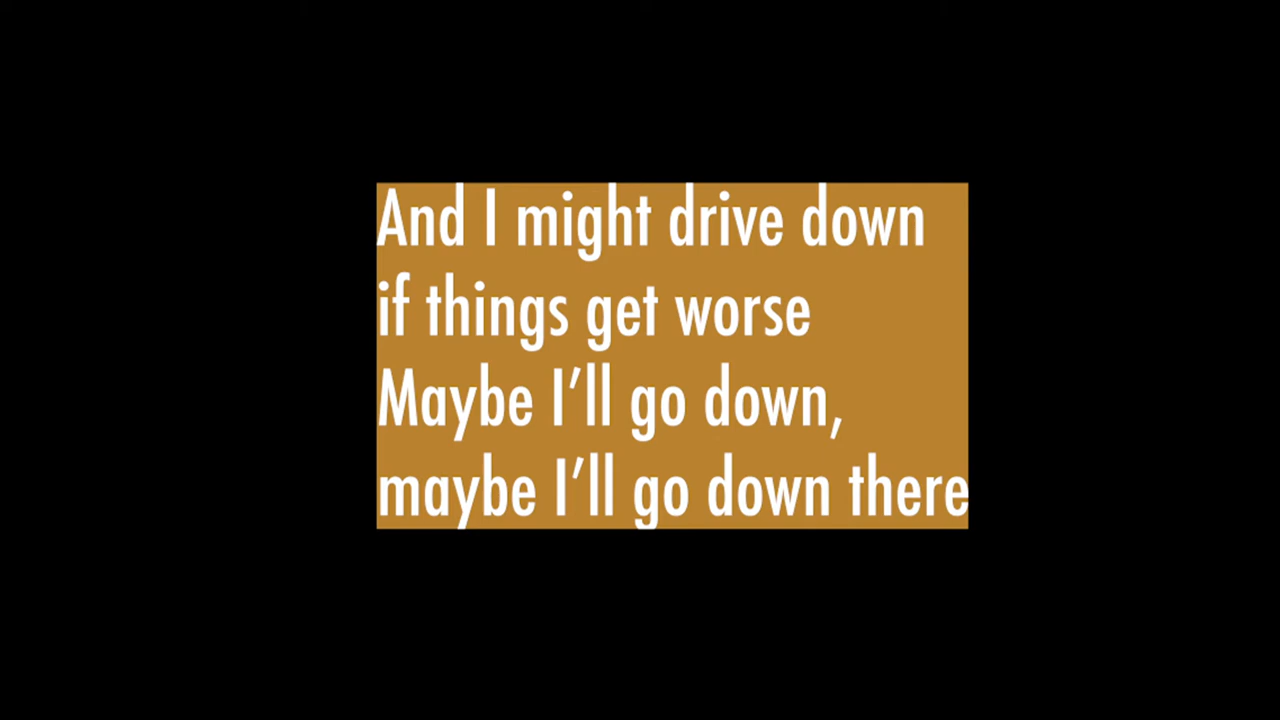 And I might drive down
if things get worse
Maybe I’ll go down,
maybe I’ll go down there